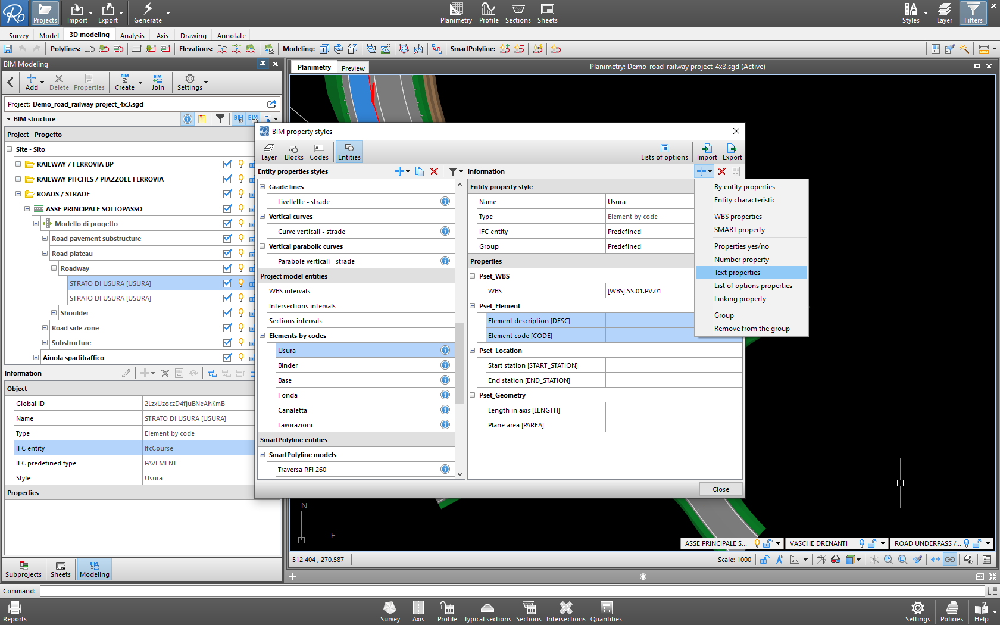 Ro
Projects
Import
Export
Generate
Planimetry
Profile
Sections
Sheets
Styles
Layer
Filters
Survey
Model
3D modeling
Analysis
Axis
Drawing
Annotate
Polylines:
Elevations:
Modeling:
SmartPolyline:
BIM Modeling
Planimetry
Preview
Planimetry: Demo_road_railway project_4x3.sgd (Active)
Add
Delete
Properties
BIM
Create
BIM
Join
Settings
Project: Demo_road_railway project_4x3.sgd
BIM structure
BIM
BIM
Project - Progetto
Site - Sito
RAILWAY / FERROVIA BP
RAILWAY PITCHES / PIAZZOLE FERROVIA
ROADS / STRADE
ASSE PRINCIPALE SOTTOPASSO
Modello di progetto
Road pavement substructure
Road plateau
Roadway
STRATO DI USURA [USURA]
STRATO DI USURA [USURA]
Shoulder
Road side zone
Substructure
Aiuola spartitraffico
Information
Object
Global ID 2LzxUzoczD4fjuBNeAhKmB
Name STRATO DI USURA [USURA]
Type Element by code
IFC entity IfcCourse
IFC predefined type PAVEMENT
Style Usura
Properties
Subprojects
Sheets
BIM
Modeling
Ro BIM property styles
Layer
Blocks
A...
Codes
Entities
Lists of options
Import
Export
Entity properties styles
Grade lines
Livellette - strade
Vertical curves
Curve verticali - strade
Vertical parabolic curves
Parabole verticali - strade
Project model entities
WBS intervals
Intersections intervals
Sections intervals
Elements by codes
Usura
Binder
Base
Fonda
Canaletta
Lavorazioni
SmartPolyline entities
SmartPolyline models
Traversa RFI 260
Information
Entity property style
Name Usura
Type Element by code
IFC entity Predefined
Group Predefined
Properties
Pset_WBS
WBS [WBS].SS.01.PV.01
Pset_Element
Element description [DESC]
Element code [CODE]
Pset_Location
Start station [START_STATION]
End station [END_STATION]
Pset_Geometry
Length in axis [LENGTH]
Plane area [PAREA]
Close
By entity properties
Entity characteristic
WBS properties
SMART property
Properties yes/no
Number property
Text properties
List of options properties
Linking property
Group
Remove from the group
N
E
ASSE PRINCIPALE S...
VASCHE DRENANTI
ROAD UNDERPASS /...
512.404 , 270.587
Scale: 1000
Command:
Reports
Survey
Axis
Profile
Typical sections
Sections
Intersections
Quantities
Settings
Policies
Help